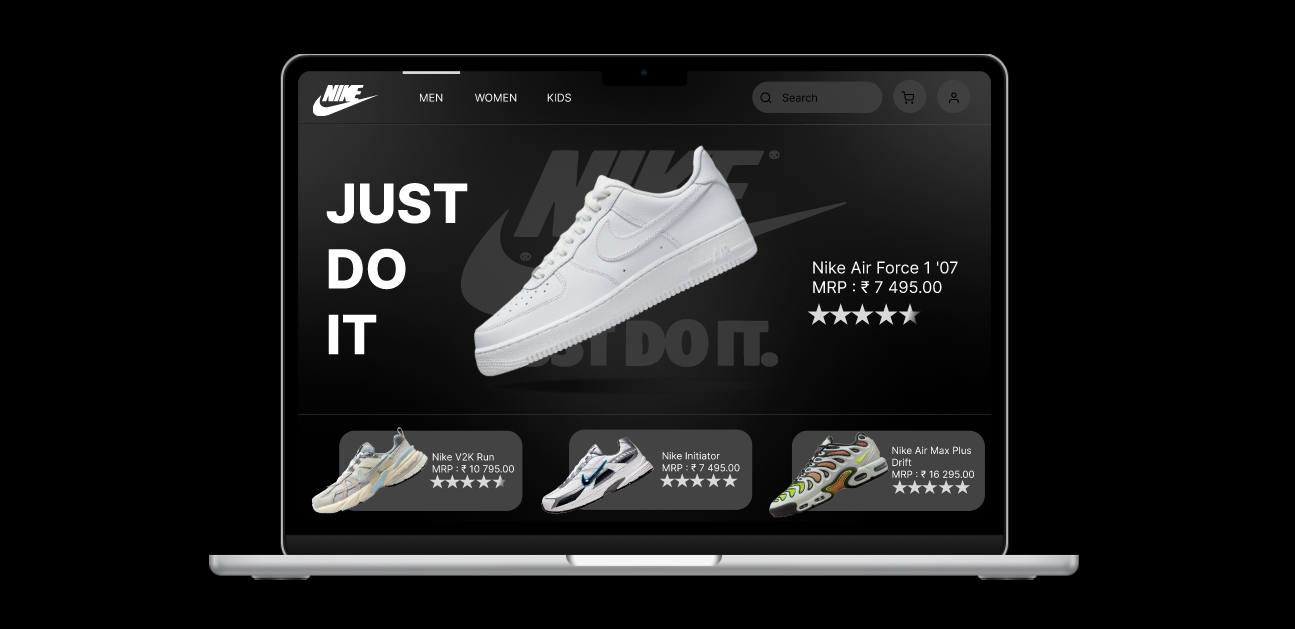 NIKE
MEN
WOMEN
KIDS
Search
NIKE
®
®
JUST
DO
IT
JUST DO IT.
Nike Air Force 1 '07
MRP : ₹ 7 495.00
Nike V2K Run
MRP : ₹ 10 795.00
Nike Initiator
MRP : ₹ 7 495.00
Nike Air Max Plus
Drift
MRP : ₹ 16 295.00